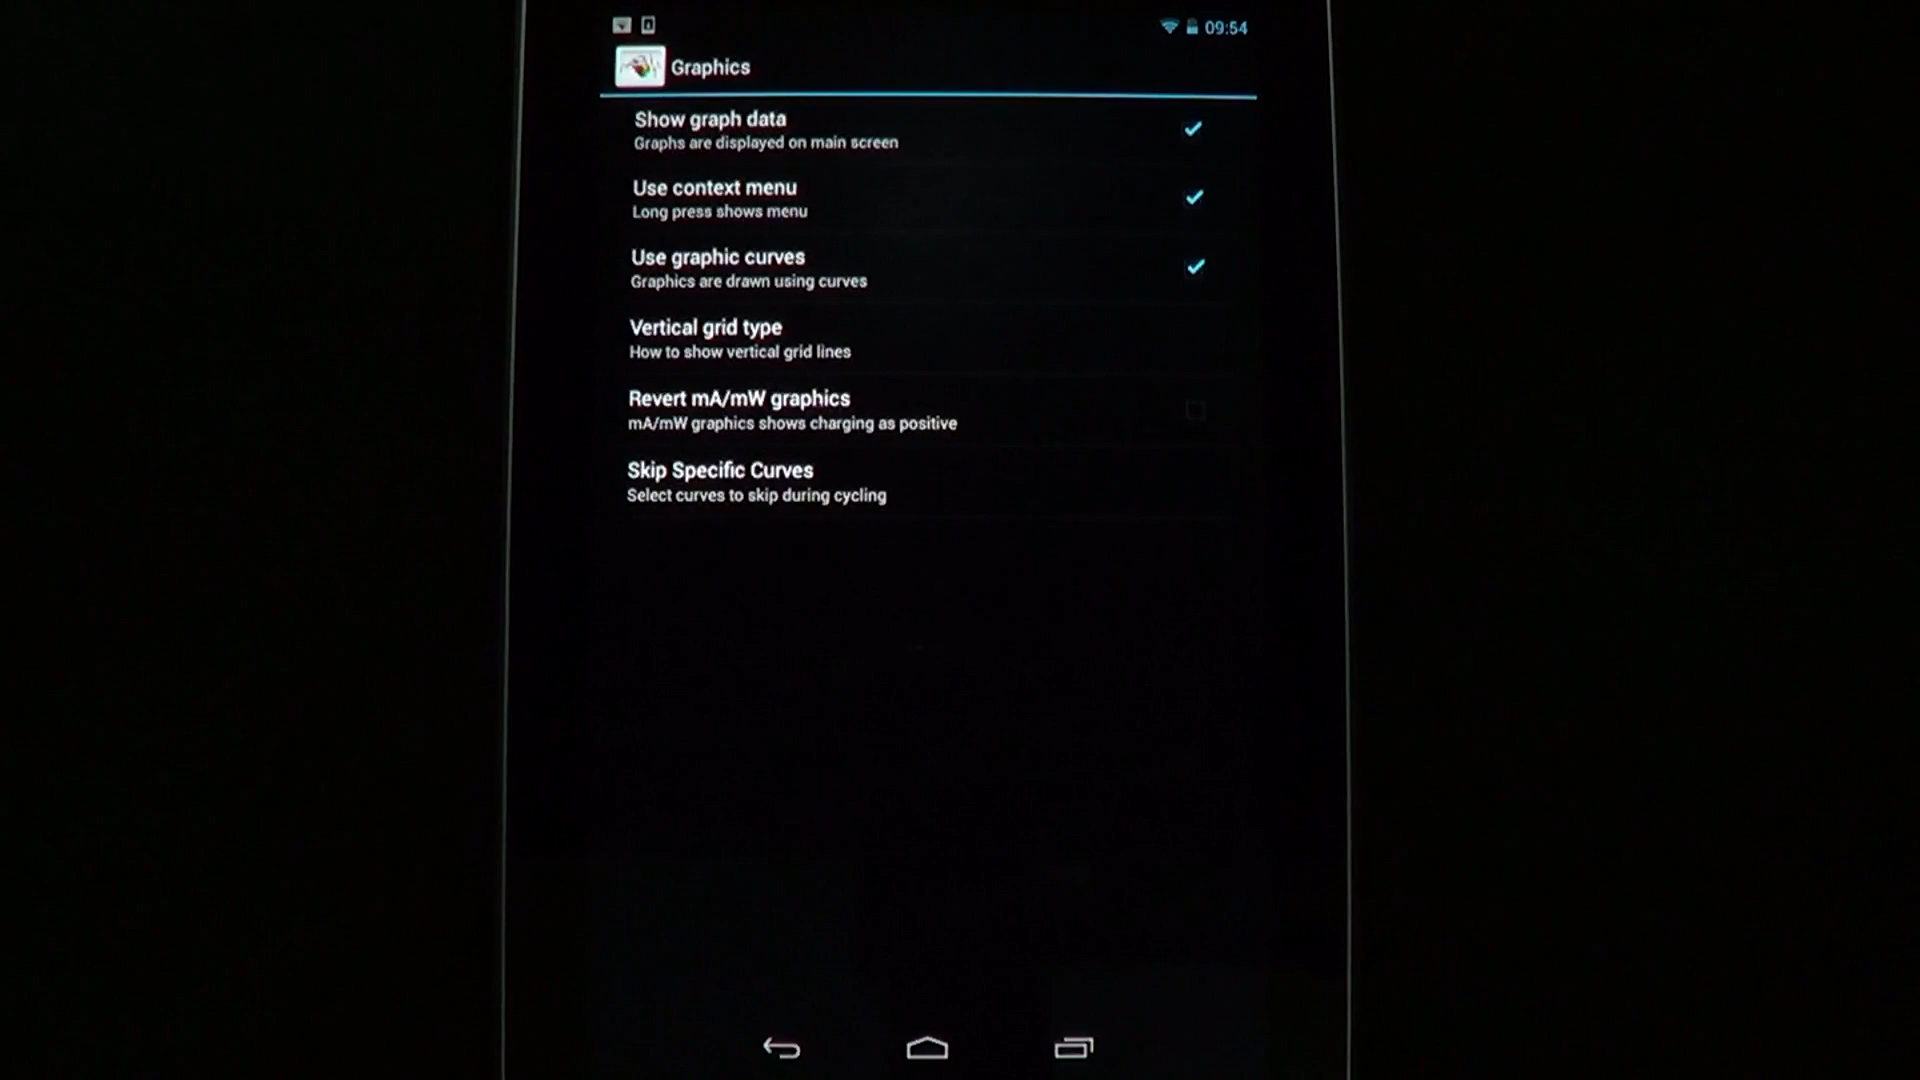 09:54
Graphics
Show graph data
Graphs are displayed on main screen
Use context menu
Long press shows menu
Use graphic curves
Graphics are drawn using curves
Vertical grid type
How to show vertical grid lines
Revert mA/mW graphics
mA/mW graphics shows charging as positive
Skip Specific Curves
Select curves to skip during cycling